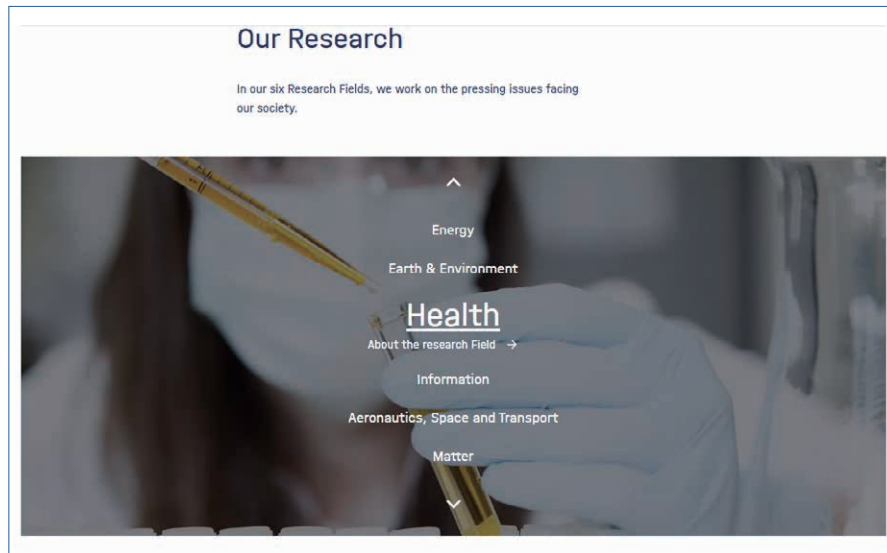 Our Research
In our six Research Fields, we work on the pressing issues facing
our society.
Energy
Earth & Environment
Health
About the research Field →
Information
Aeronautics, Space and Transport
Matter